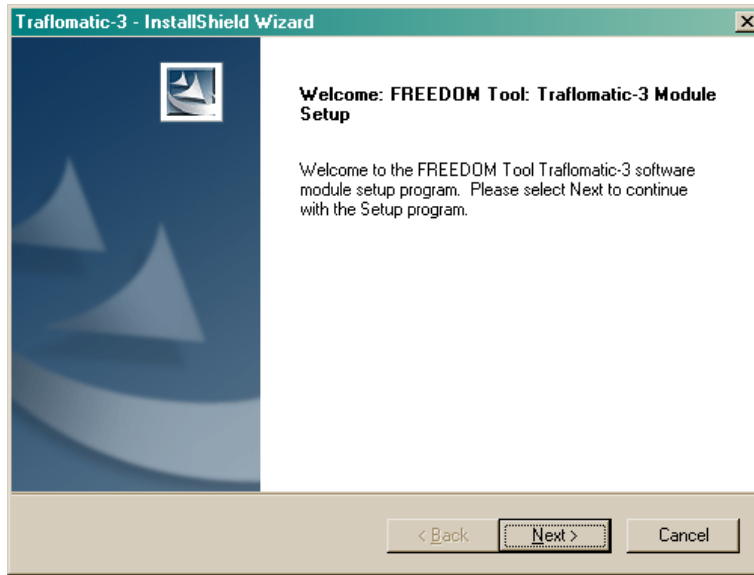 Traflomatic-3 - InstallShield Wizard
Welcome: FREEDOM Tool: Traflomatic-3 Module
Setup
Welcome to the FREEDOM Tool Traflomatic-3 software
module setup program.  Please select Next to continue
with the Setup program.
< Back
Next >
Cancel